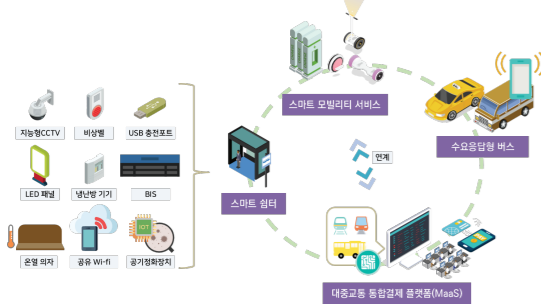 스마트 모빌리티 서비스
지능형CCTV
비상벨
USB 충전포트
수요응답형 버스
연계
LED 패널
냉난방 기기
BIS
스마트 쉼터
IOT
온열 의자
공유 Wi-fi
공기정화장치
대중교통 통합결제 플랫폼(MaaS)